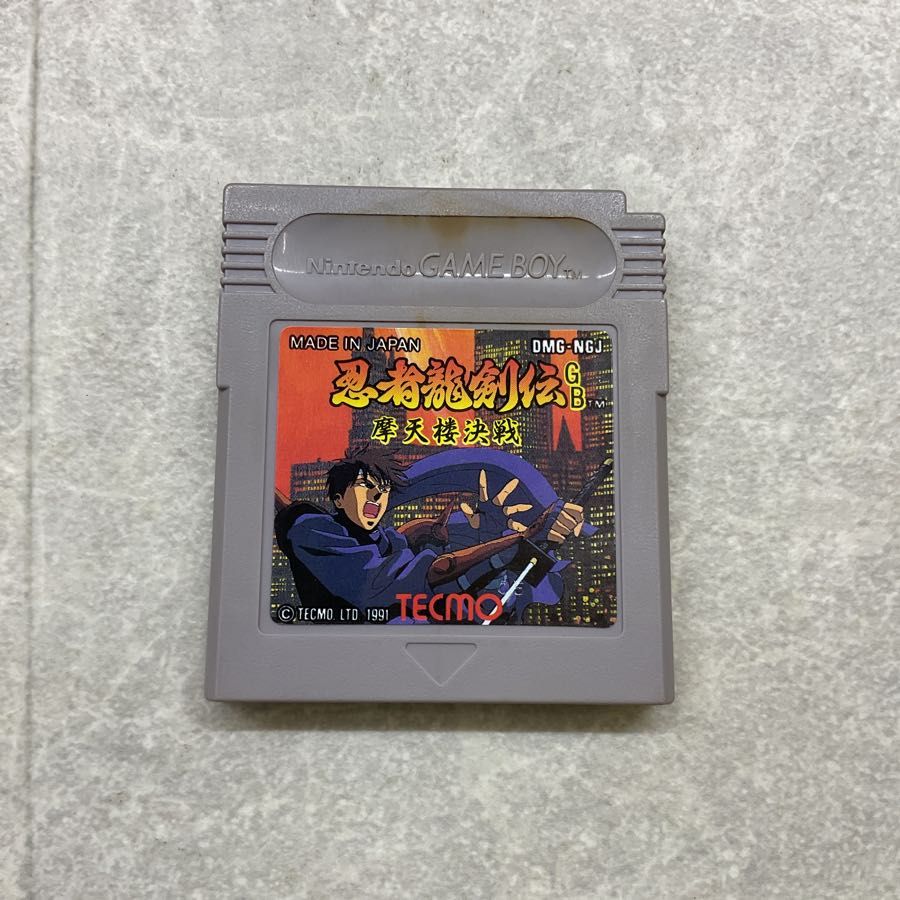 Nintendo GAME BOY TM
MADE IN JAPAN
DMG-NGJ
忍者龍剣伝GB TM
摩天楼決戦
© TECMO, LTD 1991
TECMO